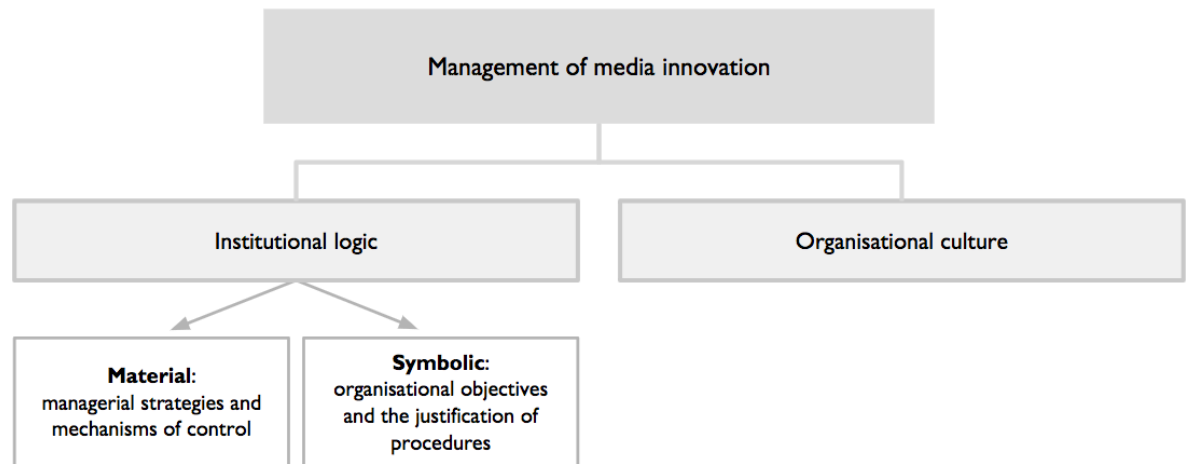 Management of media innovation
Institutional logic
Organisational culture
Material:
managerial strategies and
mechanisms of control
Symbolic:
organisational objectives
and the justification of
procedures